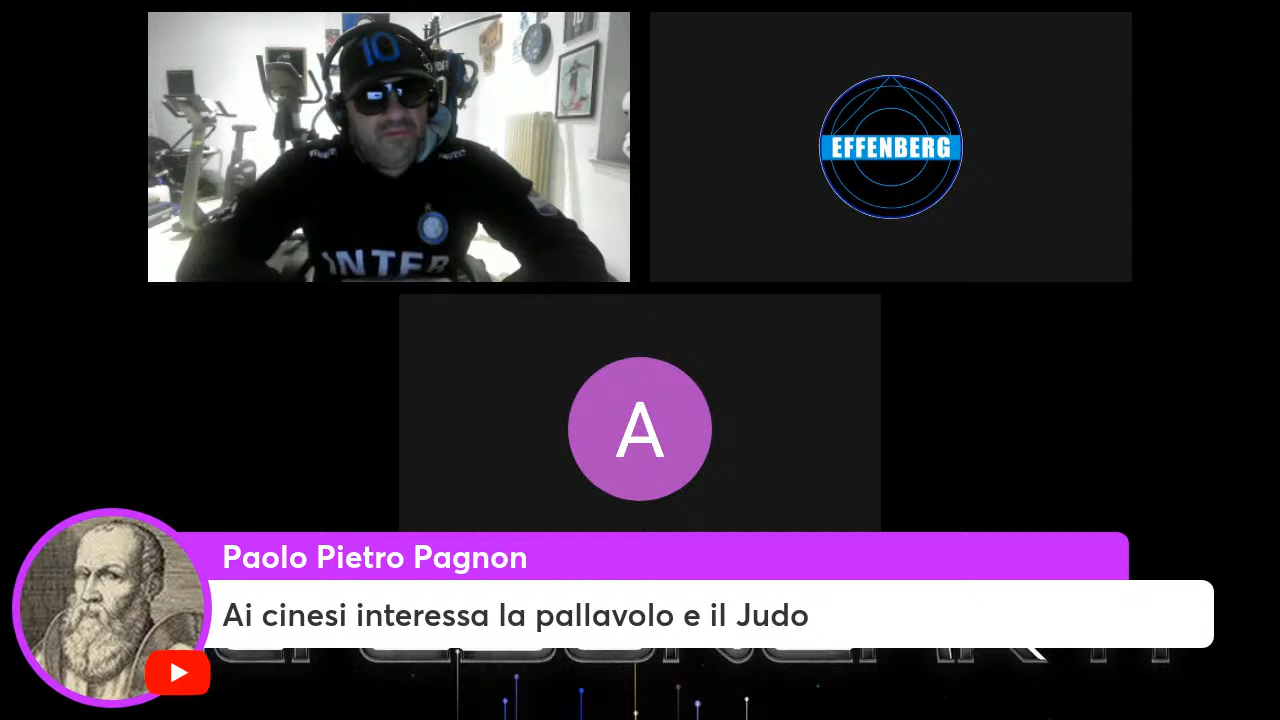 10
INTER
EFFENBERG
A
Paolo Pietro Pagnon
Ai cinesi interessa la pallavolo e il Judo